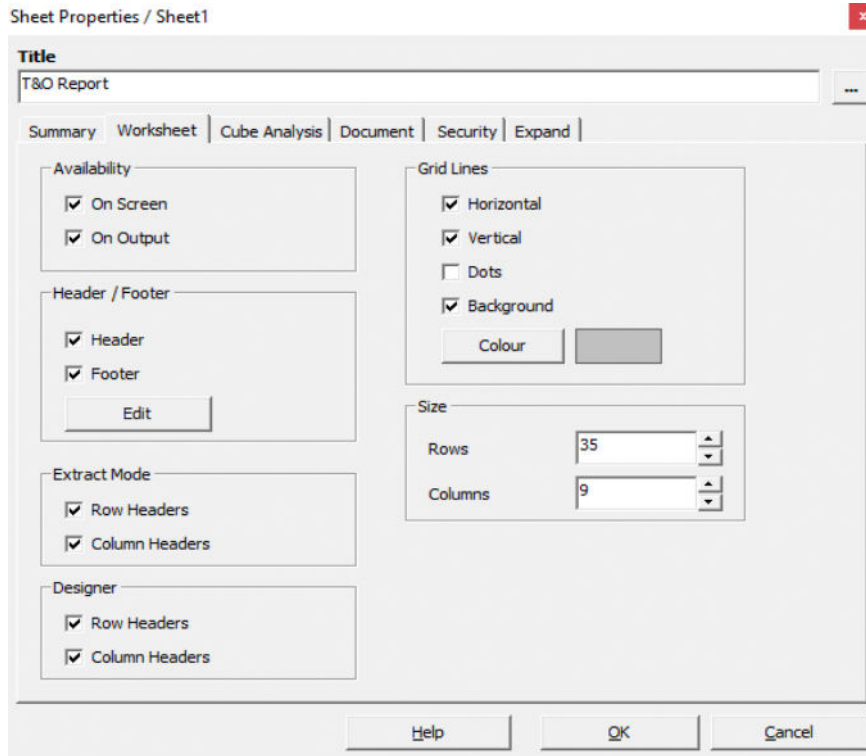 Sheet Properties / Sheet1
x
Title
T&O Report
...
Summary Worksheet Cube Analysis Document Security Expand
Availability
On Screen
On Output
Header / Footer
Header
Footer
Edit
Extract Mode
Row Headers
Column Headers
Designer
Row Headers
Column Headers
Grid Lines
Horizontal
Vertical
Dots
Background
Colour
Size
Rows 35
Columns 9
Help OK Cancel